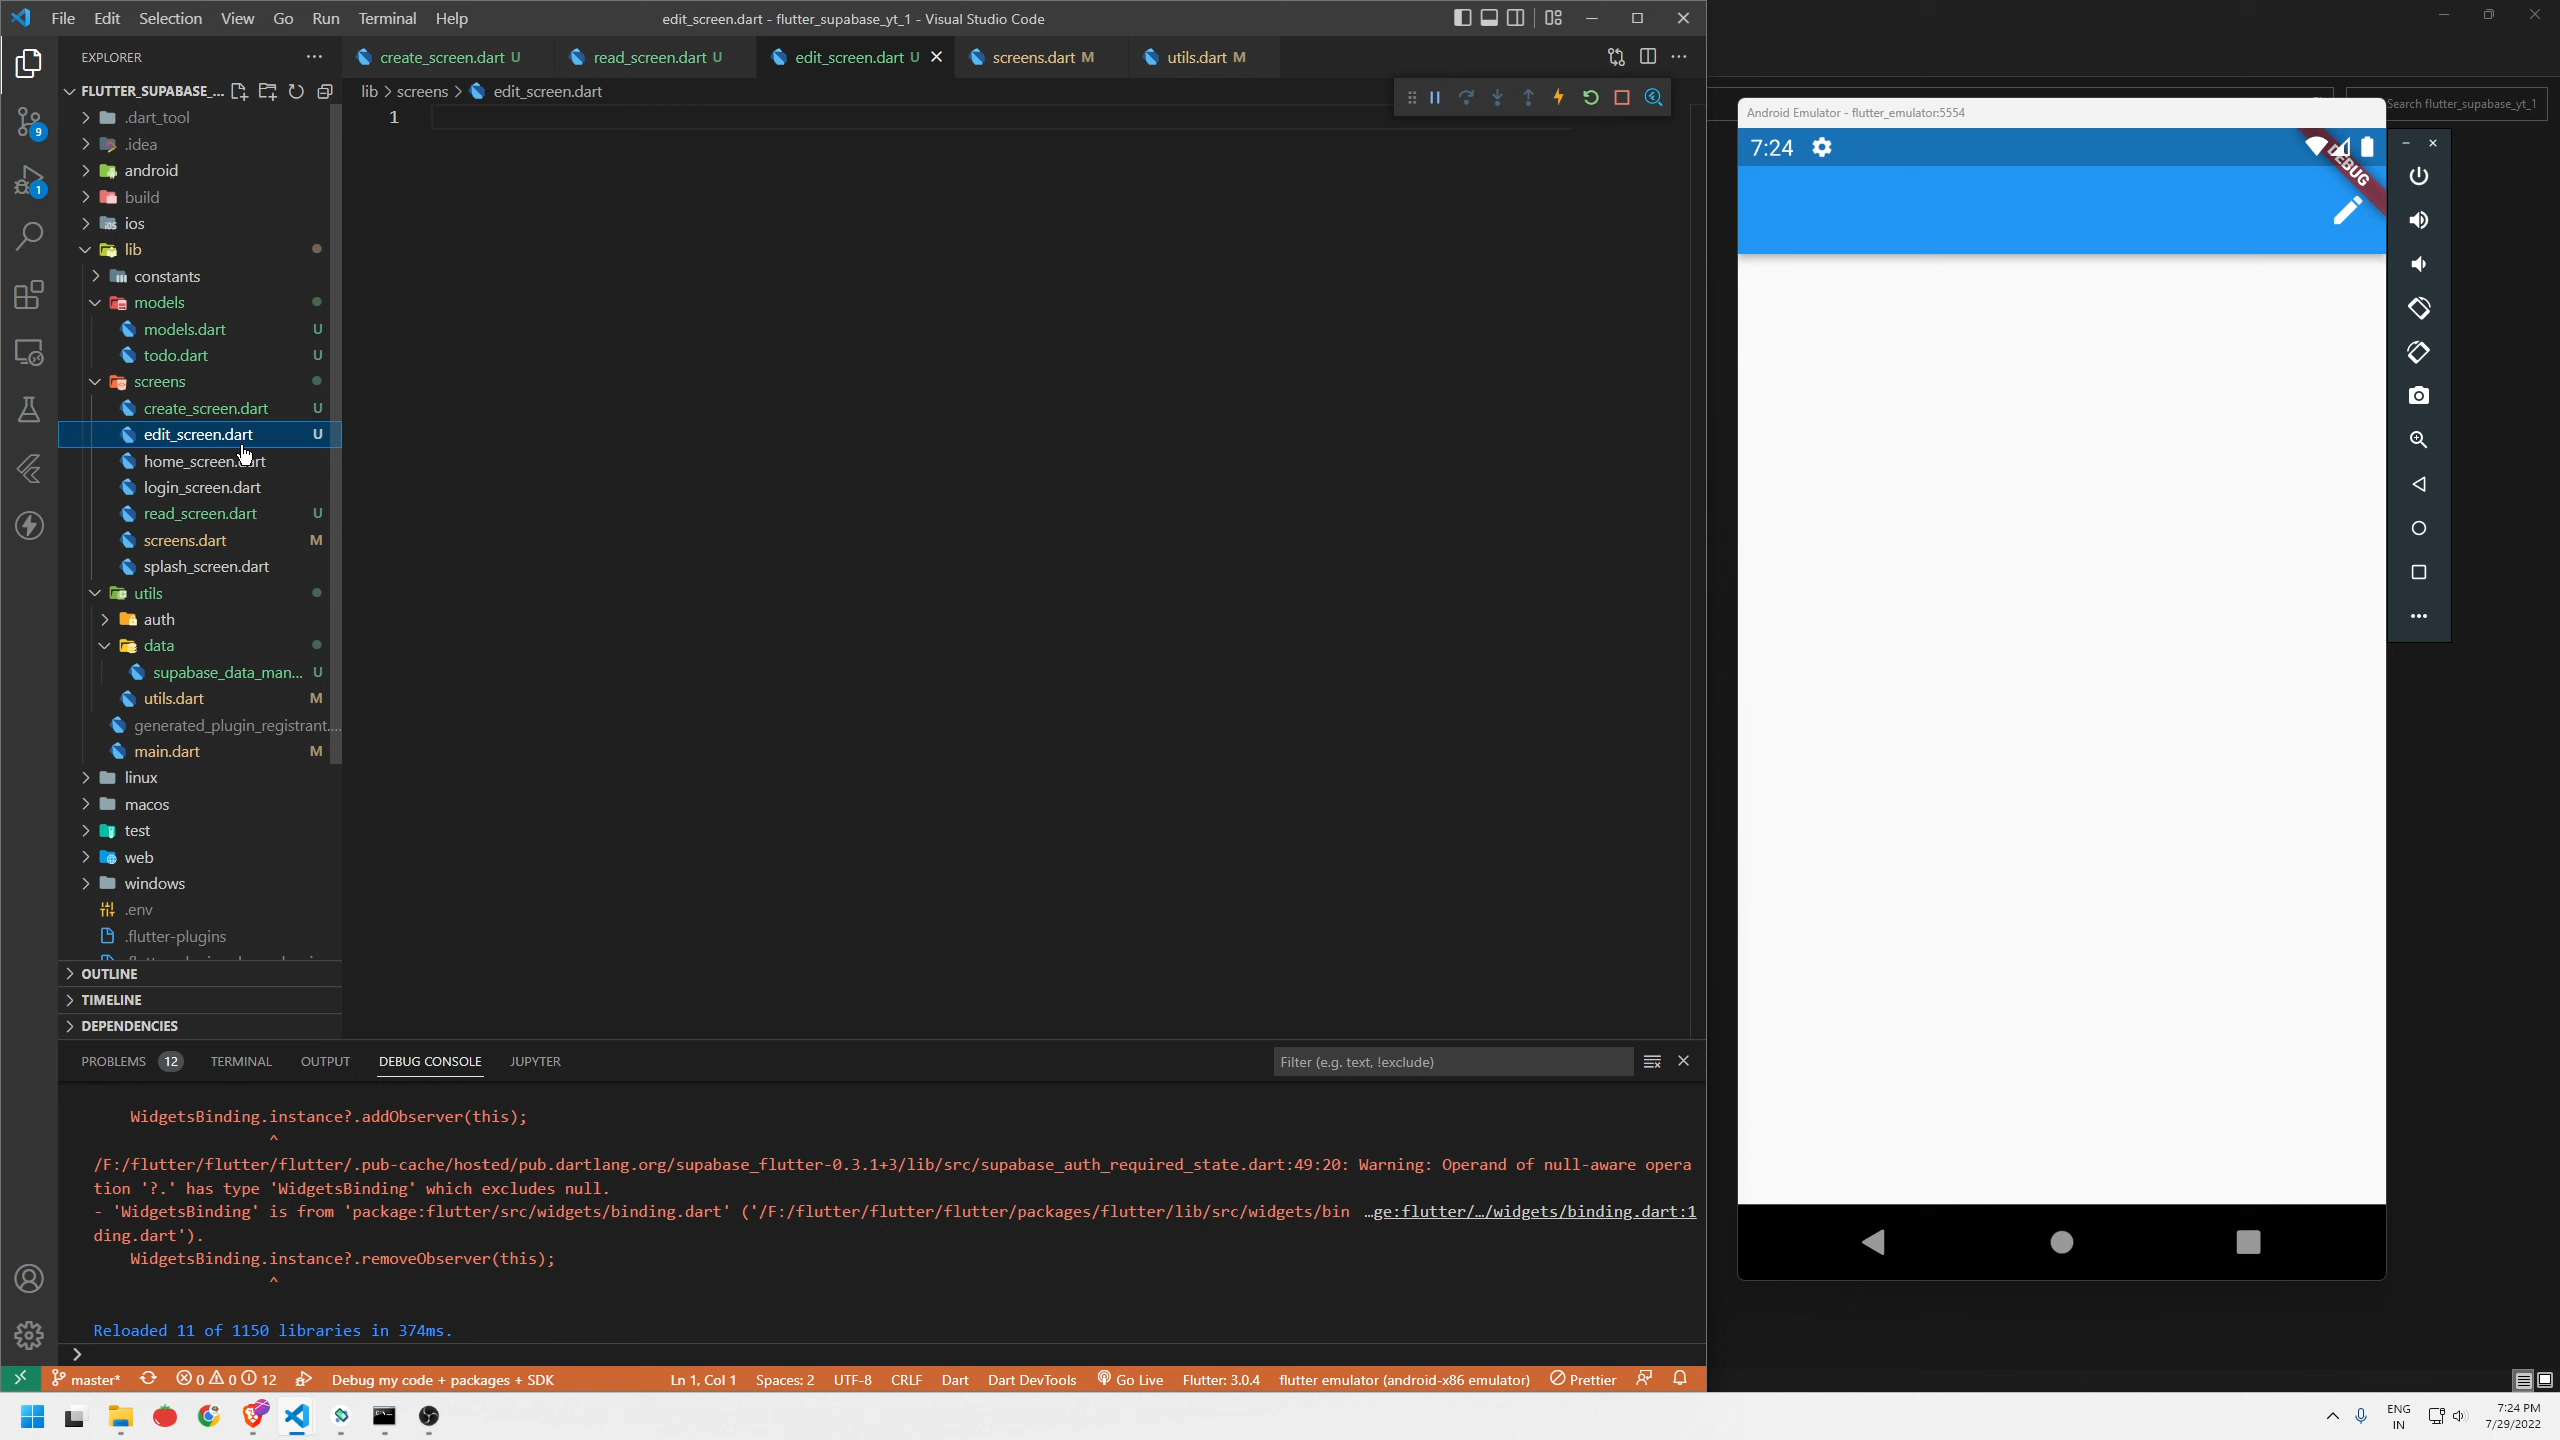 File Edit Selection View Go Run Terminal Help
edit_screen.dart - flutter_supabase_yt_1 - Visual Studio Code
EXPLORER
create_screen.dart U
read_screen.dart U
edit_screen.dart U
screens.dart M
utils.dart M
FLUTTER_SUPABASE_...
lib > screens > edit_screen.dart
1
.dart_tool
.idea
android
build
ios
lib
constants
models
models.dart U
todo.dart U
screens
create_screen.dart U
edit_screen.dart U
home_screen.dart
login_screen.dart
read_screen.dart U
screens.dart M
splash_screen.dart
utils
auth
data
supabase_data_man... U
utils.dart M
generated_plugin_registrant....
main.dart M
linux
macos
test
web
windows
.env
.flutter-plugins
OUTLINE
TIMELINE
DEPENDENCIES
PROBLEMS 12 TERMINAL OUTPUT DEBUG CONSOLE JUPYTER
Filter (e.g. text, !exclude)
WidgetsBinding.instance?.addObserver(this);
^
/F:/flutter/flutter/flutter/.pub-cache/hosted/pub.dartlang.org/supabase_flutter-0.3.1+3/lib/src/supabase_auth_required_state.dart:49:20: Warning: Operand of null-aware opera
tion '?.' has type 'WidgetsBinding' which excludes null.
- 'WidgetsBinding' is from 'package:flutter/src/widgets/binding.dart' ('/F:/flutter/flutter/flutter/packages/flutter/lib/src/widgets/bin …ge:flutter/…/widgets/binding.dart:1
ding.dart').
WidgetsBinding.instance?.removeObserver(this);
^
Reloaded 11 of 1150 libraries in 374ms.
>
master* 0 0 12 Debug my code + packages + SDK
Ln 1, Col 1 Spaces: 2 UTF-8 CRLF Dart Dart DevTools Go Live Flutter: 3.0.4 flutter emulator (android-x86 emulator) Prettier
9
1
Search flutter_supabase_yt_1
Android Emulator - flutter_emulator:5554
7:24
DEBUG
ENG
IN
7:24 PM
7/29/2022